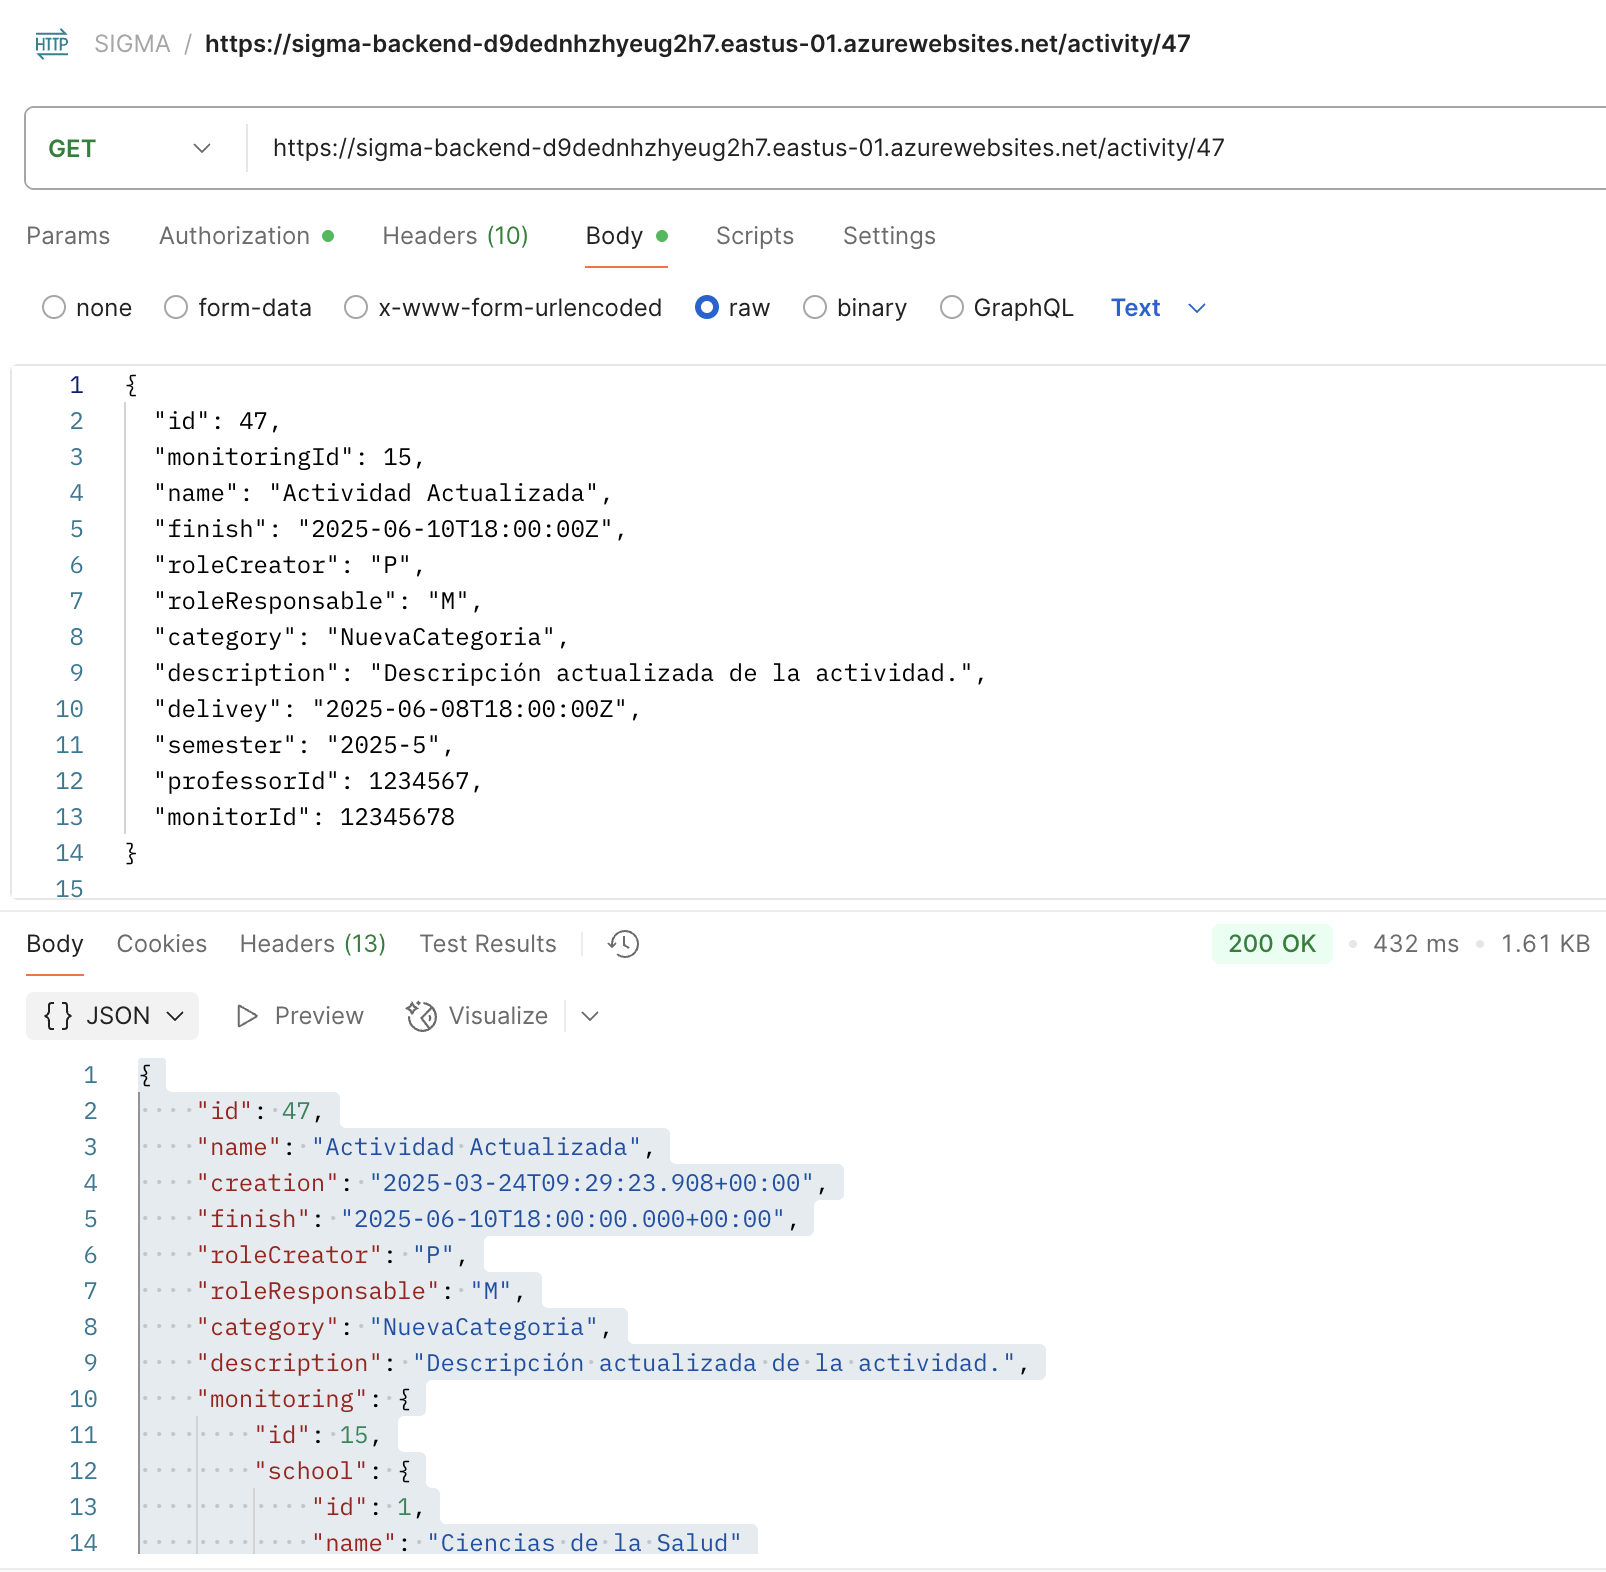 HTTP SIGMA / https://sigma-backend-d9dednhzhyeug2h7.eastus-01.azurewebsites.net/activity/47
GET https://sigma-backend-d9dednhzhyeug2h7.eastus-01.azurewebsites.net/activity/47
Params Authorization Headers (10) Body Scripts Settings
none form-data x-www-form-urlencoded raw binary GraphQL Text
1 {
2 "id": 47,
3 "monitoringId": 15,
4 "name": "Actividad Actualizada",
5 "finish": "2025-06-10T18:00:00Z",
6 "roleCreator": "P",
7 "roleResponsable": "M",
8 "category": "NuevaCategoria",
9 "description": "Descripción actualizada de la actividad.",
10 "delivey": "2025-06-08T18:00:00Z",
11 "semester": "2025-5",
12 "professorId": 1234567,
13 "monitorId": 12345678
14 }
15
Body Cookies Headers (13) Test Results 200 OK • 432 ms • 1.61 KB
{} JSON Preview Visualize
1 {
2 "id": 47,
3 "name": "Actividad Actualizada",
4 "creation": "2025-03-24T09:29:23.908+00:00",
5 "finish": "2025-06-10T18:00:00.000+00:00",
6 "roleCreator": "P",
7 "roleResponsable": "M",
8 "category": "NuevaCategoria",
9 "description": "Descripción actualizada de la actividad.",
10 "monitoring": {
11 "id": 15,
12 "school": {
13 "id": 1,
14 "name": "Ciencias de la Salud"